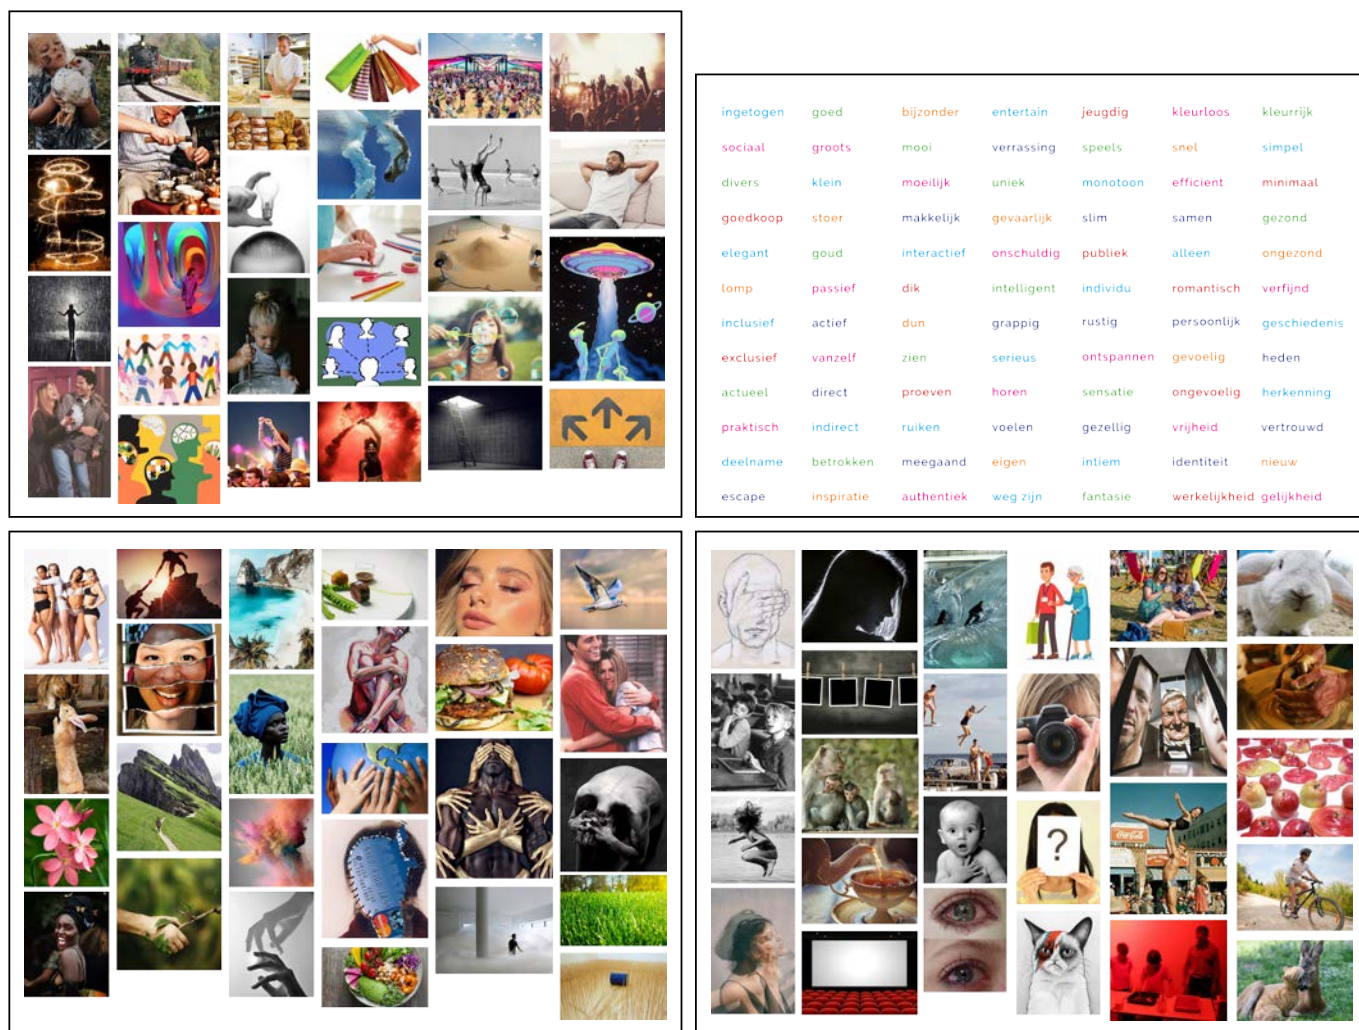 ingetogen goed bijzonder entertain jeugdig kleurloos kleurrijk
sociaal groots mooi verrassing speels snel simpel
divers klein moeilijk uniek monotoon efficient minimaal
goedkoop stoer makkelijk gevaarlijk slim samen gezond
elegant goud interactief onschuldig publiek alleen ongezond
lomp passief dik intelligent individu romantisch verfijnd
inclusief actief dun grappig rustig persoonlijk geschiedenis
exclusief vanzelf zien serieus ontspannen gevoelig heden
actueel direct proeven horen sensatie ongevoelig herkenning
praktisch indirect ruiken voelen gezellig vrijheid vertrouwd
deelname betrokken meegaand eigen intiem identiteit nieuw
escape inspiratie authentiek weg zijn fantasie werkelijkheid gelijkheid
?
Coca-Cola